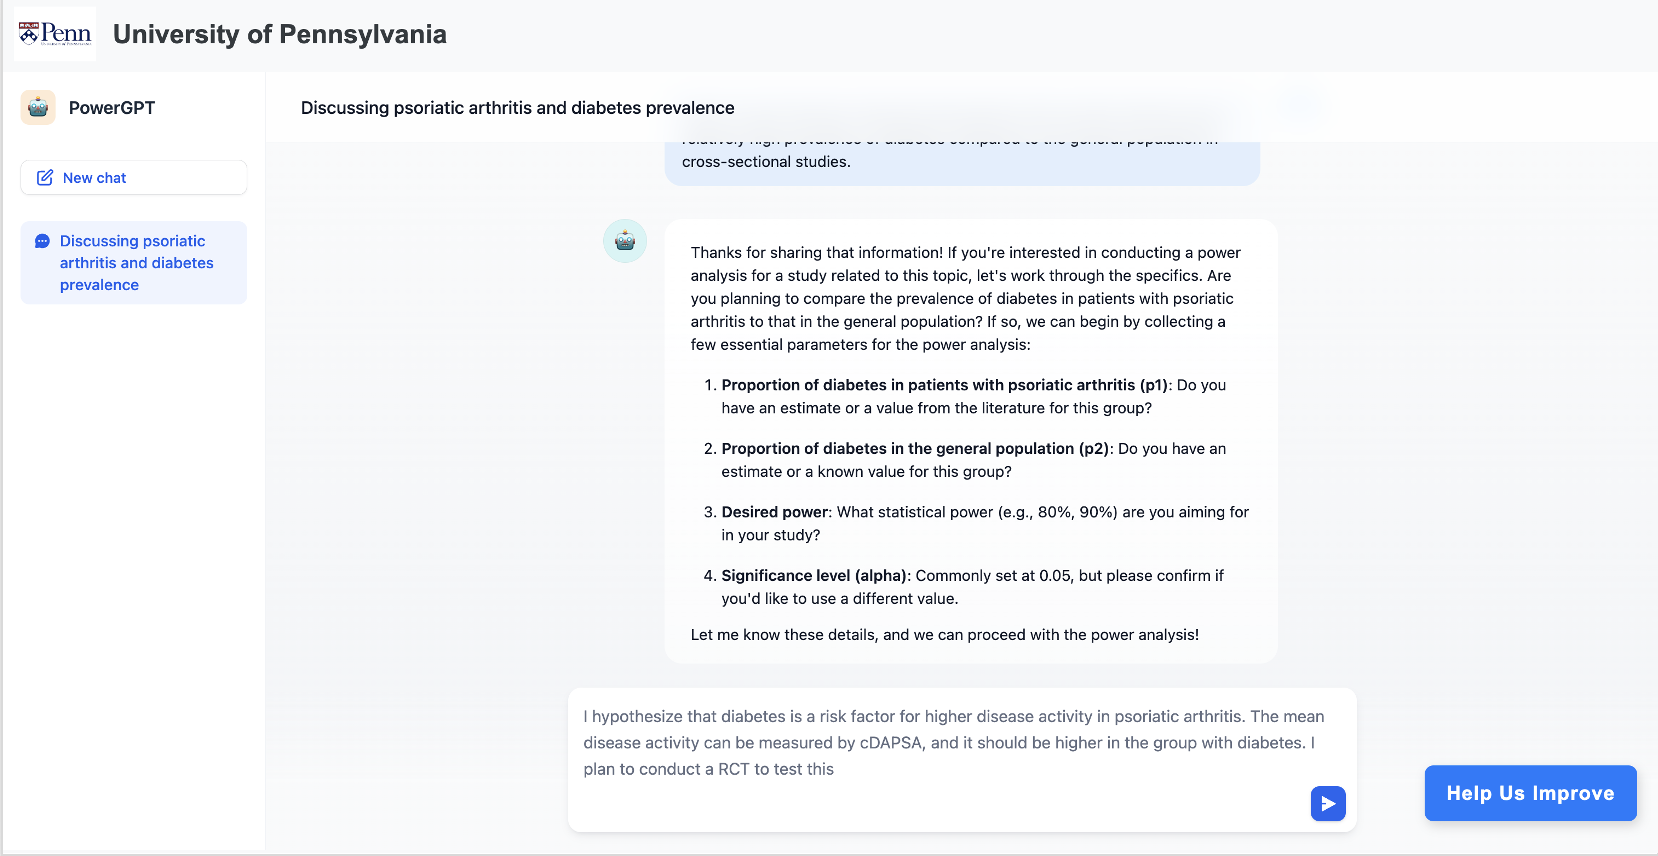 Penn
University of Pennsylvania
PowerGPT
New chat
Discussing psoriatic
arthritis and diabetes
prevalence
Discussing psoriatic arthritis and diabetes prevalence
relatively high prevalence of diabetes compared to the general population in
cross-sectional studies.
Thanks for sharing that information! If you're interested in conducting a power
analysis for a study related to this topic, let's work through the specifics. Are
you planning to compare the prevalence of diabetes in patients with psoriatic
arthritis to that in the general population? If so, we can begin by collecting a
few essential parameters for the power analysis:
1. Proportion of diabetes in patients with psoriatic arthritis (p1): Do you
have an estimate or a value from the literature for this group?
2. Proportion of diabetes in the general population (p2): Do you have an
estimate or a known value for this group?
3. Desired power: What statistical power (e.g., 80%, 90%) are you aiming for
in your study?
4. Significance level (alpha): Commonly set at 0.05, but please confirm if
you'd like to use a different value.
Let me know these details, and we can proceed with the power analysis!
I hypothesize that diabetes is a risk factor for higher disease activity in psoriatic arthritis. The mean
disease activity can be measured by cDAPSA, and it should be higher in the group with diabetes. I
plan to conduct a RCT to test this
Help Us Improve